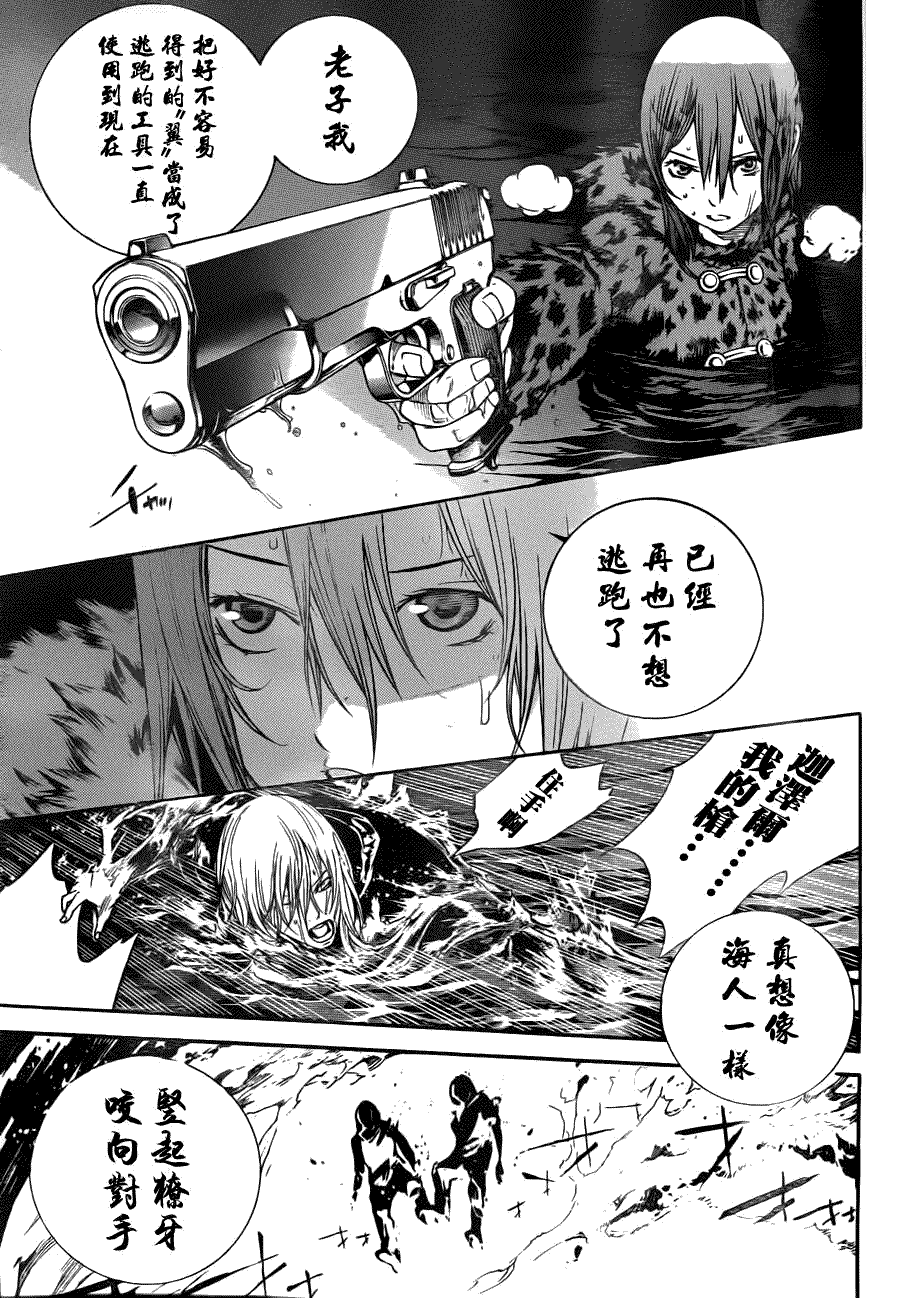 老子我
把好不容易
得到的“翼”當成了
逃跑的工具一直
使用到現在
已經
再也不想
逃跑了
迦澤爾………
我的槍…
住手啊
真想像
海人一樣
豎起獠牙
咬向對手